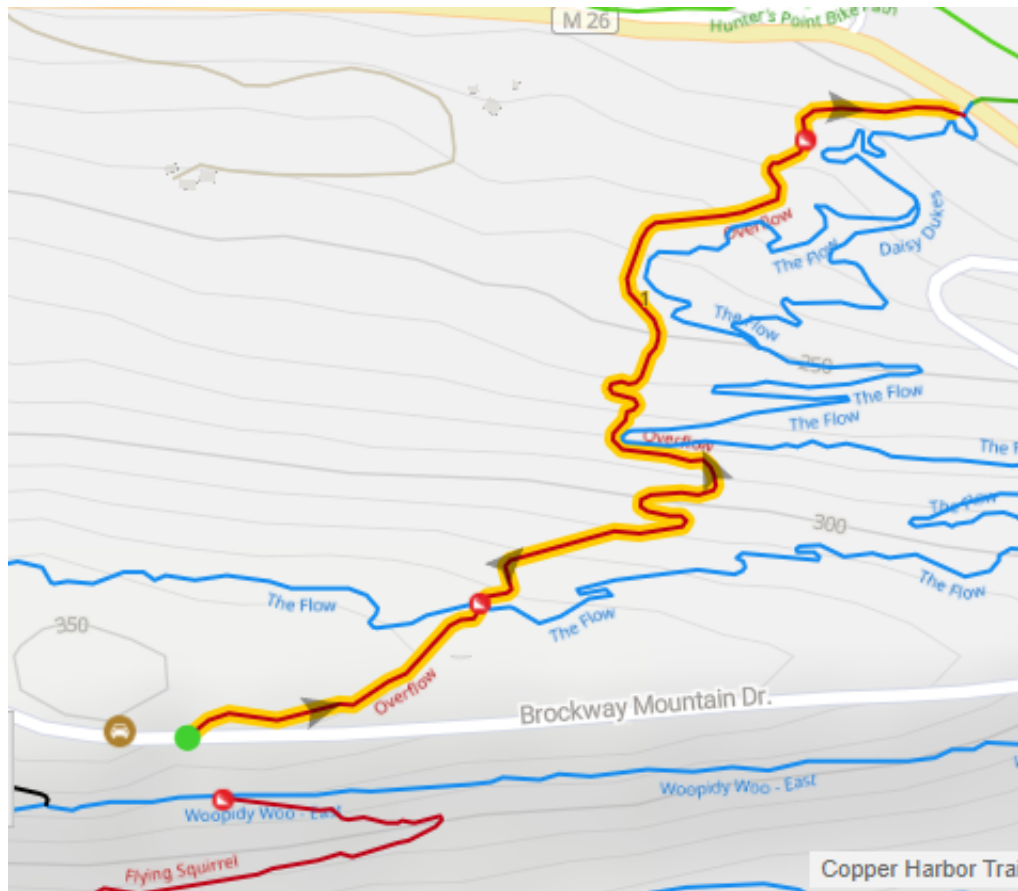 M 26
Hunter's Point Bike Path
Overflow
The Flow
Daisy Dukes
1
The Flow
250
The Flow
The Flow
Overflow
The F
The Flow
300
The Flow
The Flow
The Flow
350
Overflow
Brockway Mountain Dr.
Woopidy Woo - East
W
Woopidy Woo - East
Flying Squirrel
Copper Harbor Trai